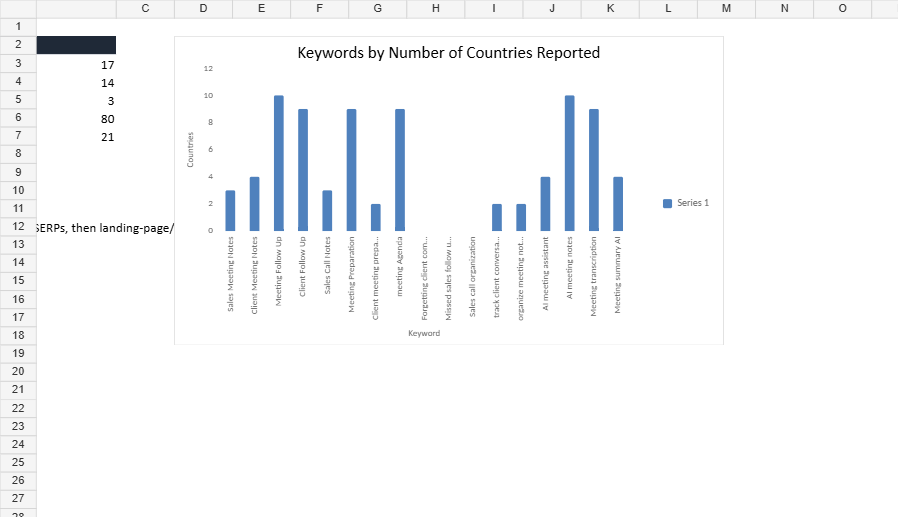 C D E F G H I J K L M N O
1
2
3 17
4 14
5 3
6 80
7 21
8
9
10
11
12 SERPs, then landing-page/
13
14
15
16
17
18
19
20
21
22
23
24
25
26
27
28
Keywords by Number of Countries Reported
12
10
8
6
4
2
0
Countries
Sales Meeting Notes
Client Meeting Notes
Meeting Follow Up
Client Follow Up
Sales Call Notes
Meeting Preparation
Client meeting prepa...
meeting Agenda
Forgetting client com...
Missed sales follow u...
Sales call organization
track client conversa...
organize meeting not...
AI meeting assistant
AI meeting notes
Meeting transcription
Meeting summary AI
Keyword
Series 1